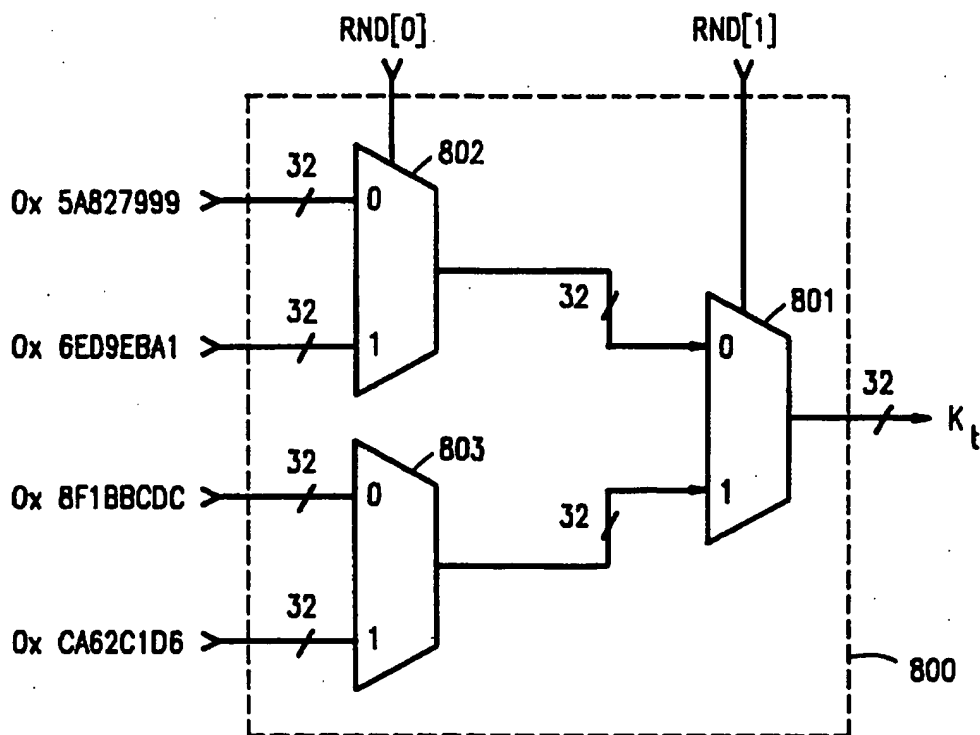 RND[0] RND[1]
32 802
0x 5A827999 0
32 32 801
0x 6ED9EBA1 1 0
32
K t
32 803
0x 8F1BBCDC 0 32 1
32
0x CA62C1D6 1
800